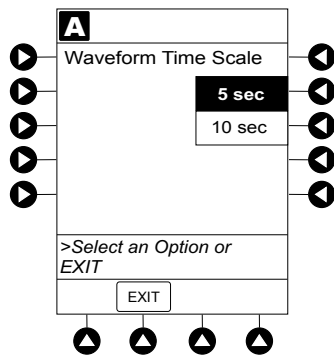 A
Waveform Time Scale
5 sec
10 sec
>Select an Option or
EXIT
EXIT